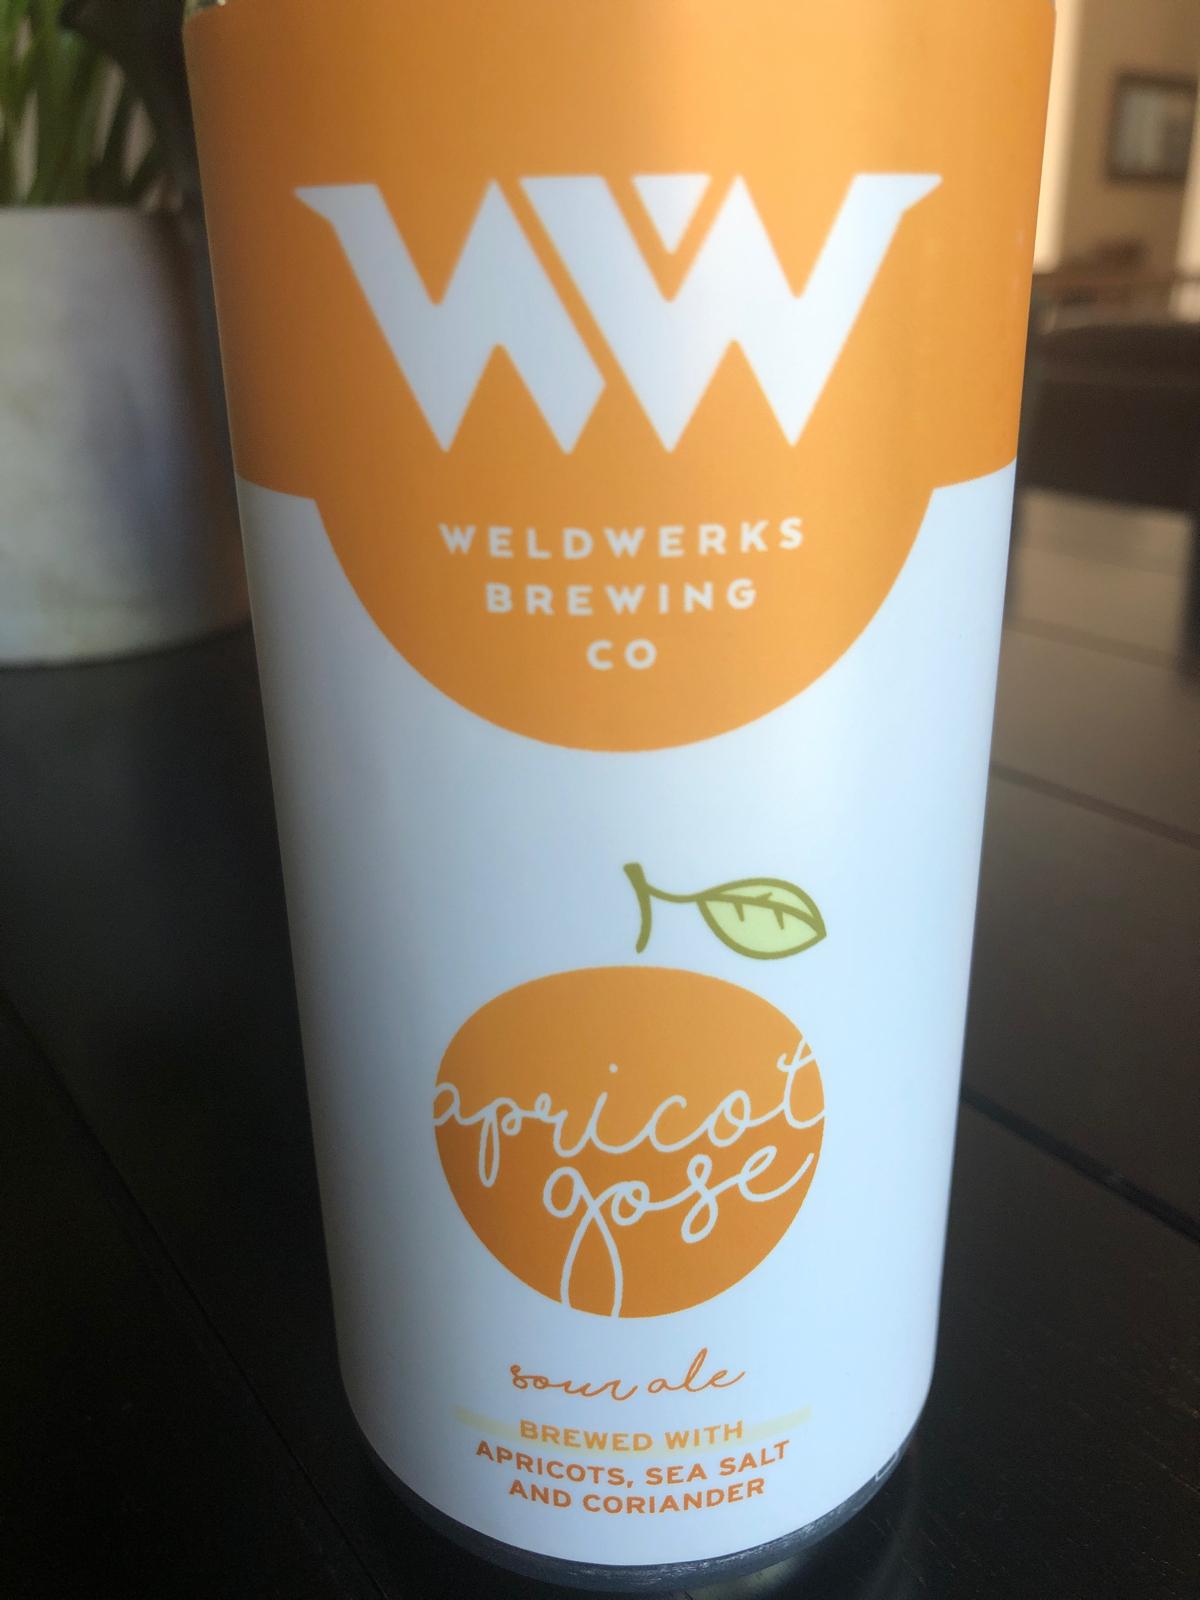 WW
WELDWERKS
BREWING
CO
apricot
gose
sour ale
BREWED WITH
APRICOTS, SEA SALT
AND CORIANDER